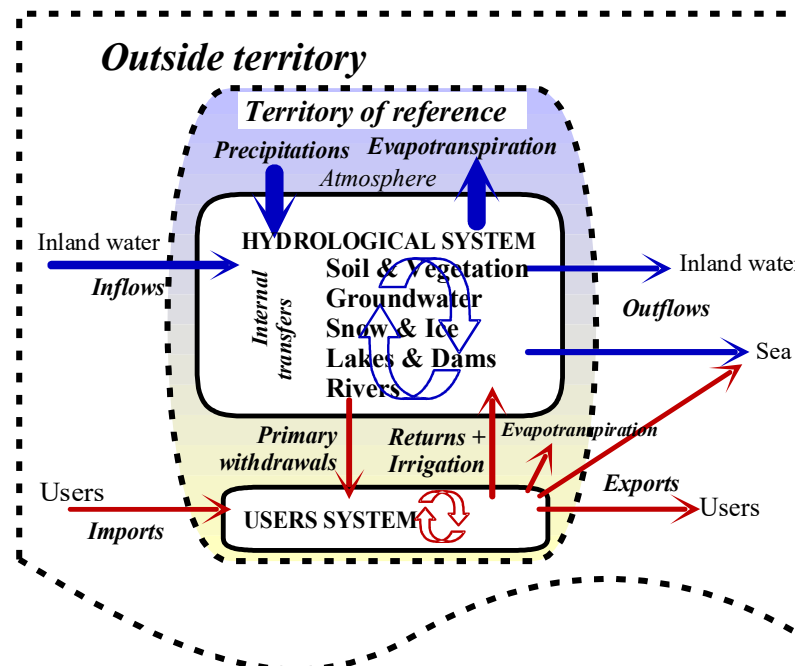 Outside territory
Territory of reference
Precipitations
Evapotranspiration
Atmosphere
Inland water
Inflows
HYDROLOGICAL SYSTEM
Internal
transfers
Soil & Vegetation
Groundwater
Snow & Ice
Lakes & Dams
Rivers
Inland water
Outflows
Sea
Primary
withdrawals
Returns +
Irrigation
Evapotranspiration
Users
Imports
USERS SYSTEM
Exports
Users